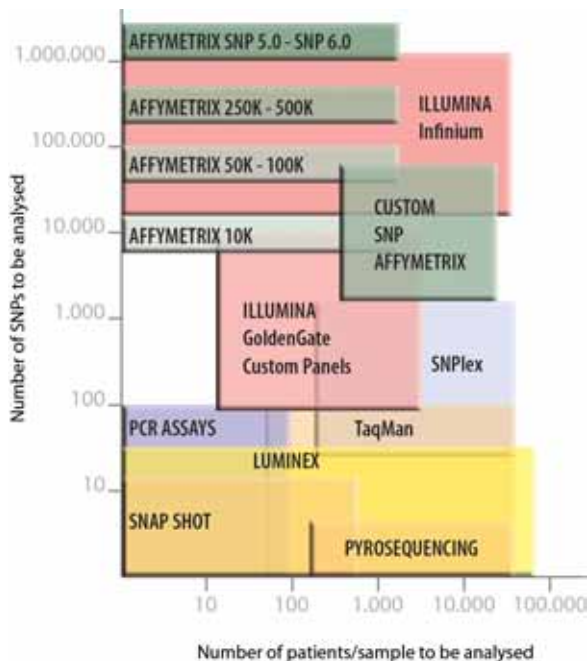 AFFYMETRIX SNP 5.0 - SNP 6.0
1.000.000
ILLUMINA
Infinium
AFFYMETRIX 250K - 500K
100.000
AFFYMETRIX 50K - 100K
CUSTOM
SNP
AFFYMETRIX
10.000
AFFYMETRIX 10K
1.000
ILLUMINA
GoldenGate
Custom Panels
SNPlex
100
PCR ASSAYS
TaqMan
LUMINEX
10
SNAP SHOT
PYROSEQUENCING
10
100
1.000
10.000
100.000
Number of SNPs to be analysed
Number of patients/sample to be analysed